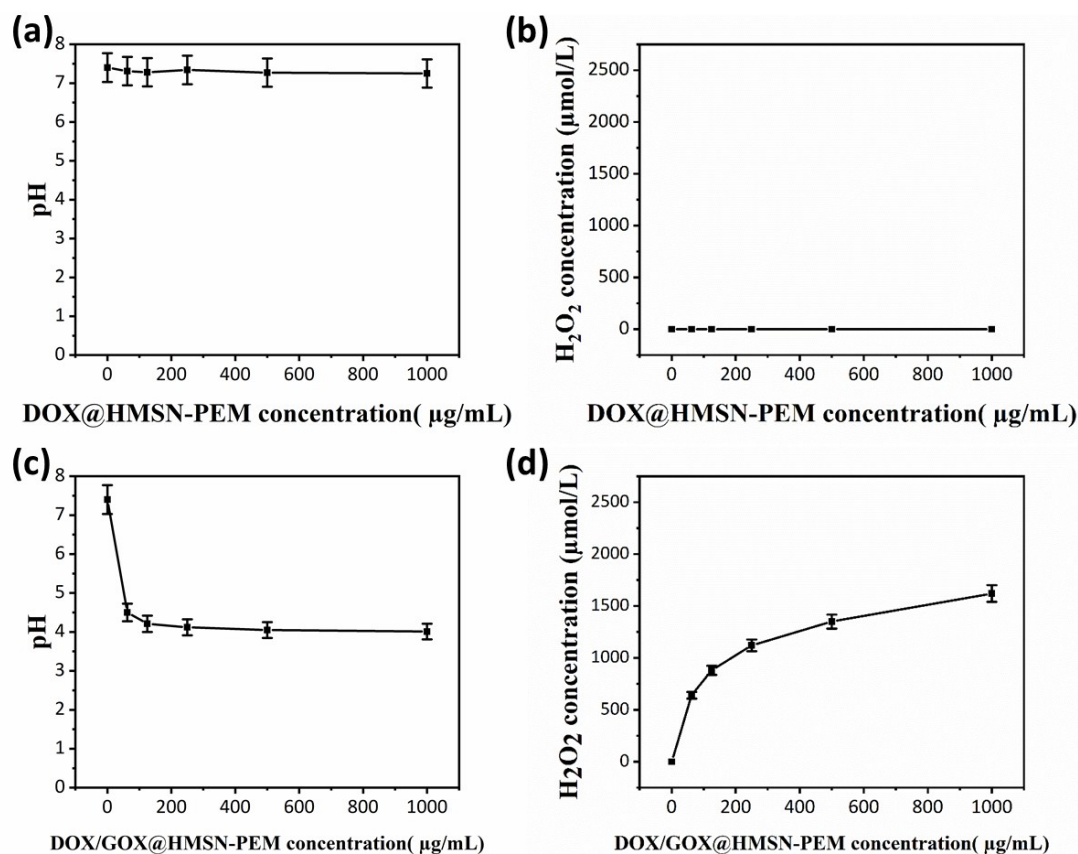 (a)
8
7
6
5
4
3
2
1
0
pH
0 200 400 600 800 1000
DOX@HMSN-PEM concentration( μg/mL)
(b)
2500
2000
1500
1000
500
0
H₂O₂ concentration (μmol/L)
0 200 400 600 800 1000
DOX@HMSN-PEM concentration( μg/mL)
(c)
8
7
6
5
4
3
2
1
0
pH
0 200 400 600 800 1000
DOX/GOX@HMSN-PEM concentration( μg/mL)
(d)
2500
2000
1500
1000
500
0
H2O2 concentration (μmol/L)
0 200 400 600 800 1000
DOX/GOX@HMSN-PEM concentration( μg/mL)